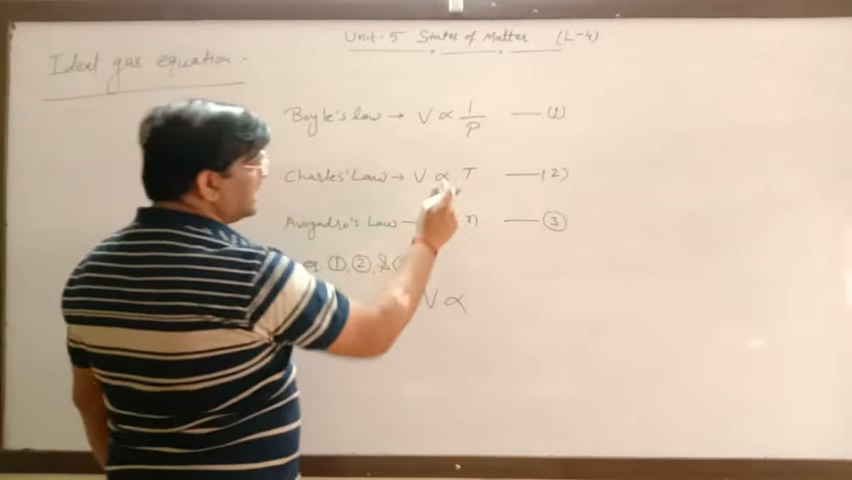 Unit-5 States of Matter (L-4)
Ideal gas equation.
Boyle's law → V ∝ 1/P — (1)
Charles' Law → V ∝ T — (2)
Avogadro's Law — n — ③
①, ② &
V ∝